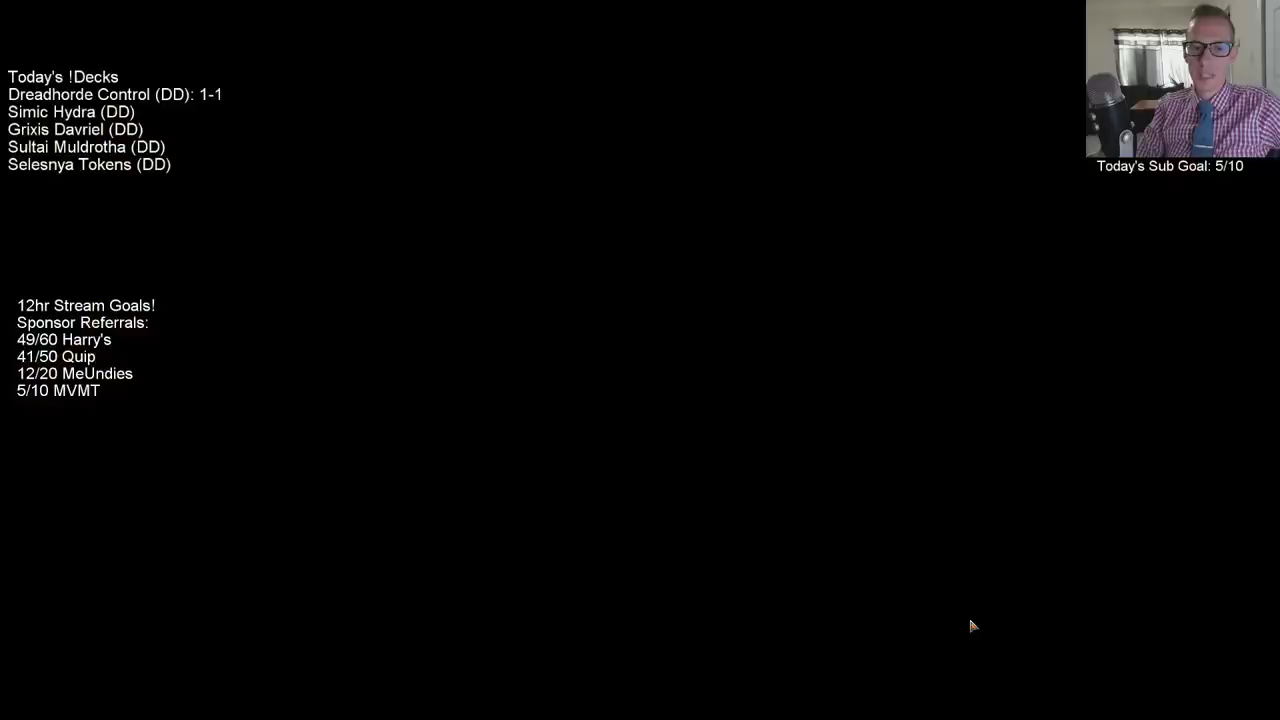 Today's !Decks
Dreadhorde Control (DD): 1-1
Simic Hydra (DD)
Grixis Davriel (DD)
Sultai Muldrotha (DD)
Selesnya Tokens (DD)
Today's Sub Goal: 5/10
12hr Stream Goals!
Sponsor Referrals:
49/60 Harry's
41/50 Quip
12/20 MeUndies
5/10 MVMT